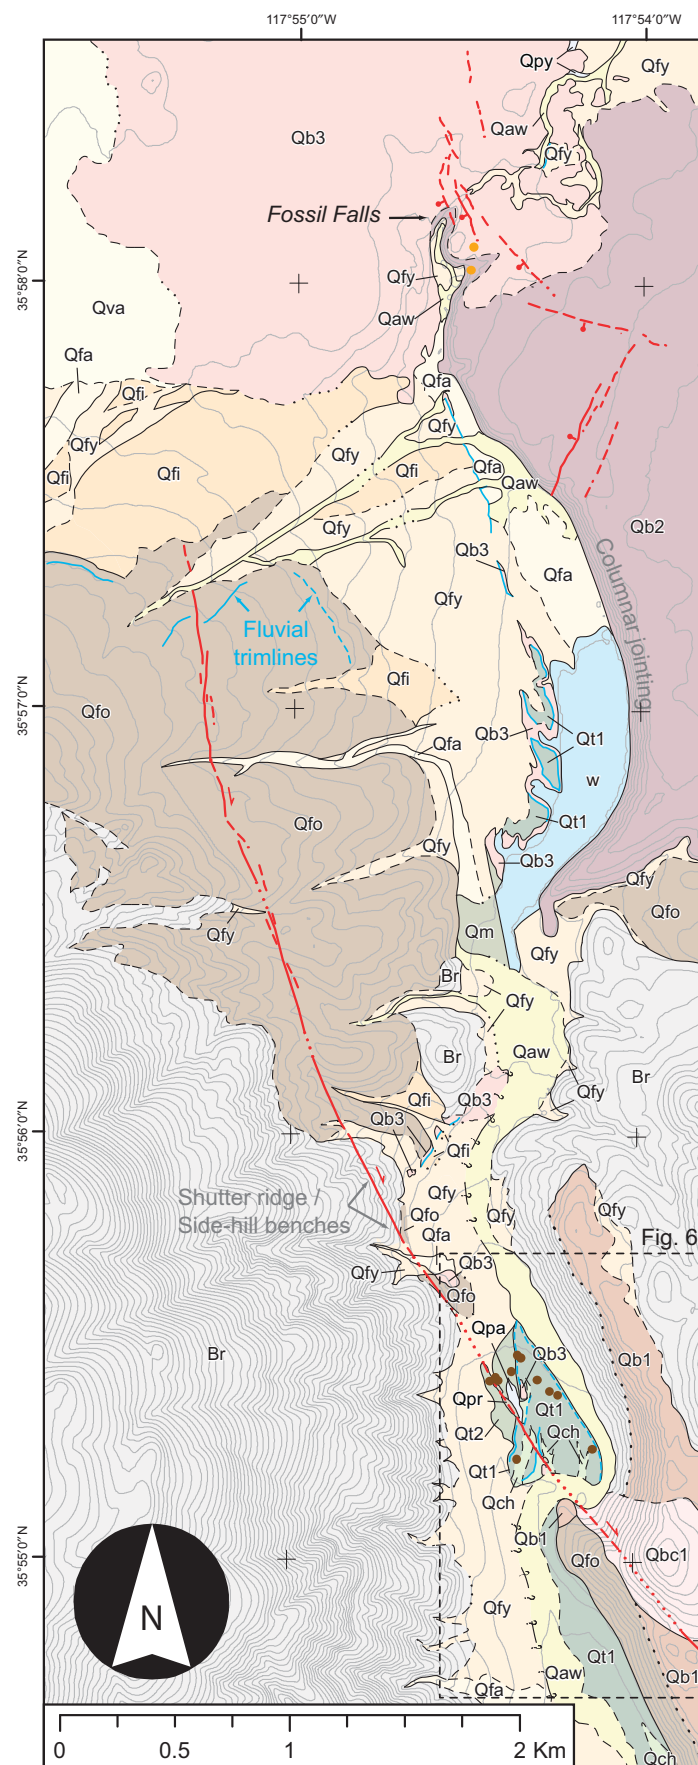 117°55'0"W
117°54'0"W
Qpy
Qfy
Qaw
Qb3
Qfy
Fossil Falls
35°58'0"N
Qfy
Qva
Qaw
Qfa
Qfa
Qfi
Qfy
Qfy
Qfy
Qfi
Qfa
Qfi
Qfi
Qaw
Qfy
Qb2
Qb3
Qfa
Columnar jointing
Qfy
Fluvial
trimlines
Qfi
35°57'0"N
Qfo
Qb3
Qt1
Qfa
w
Qfo
Qt1
Qfy
Qb3
Qfy
Qfo
Qfy
Qm
Qfy
Br
Qfy
Br
Qaw
Br
Qfy
Qfi
Qb3
Qb3
35°56'0"N
Qfi
Qfy
Shutter ridge /
Side-hill benches
Qfo
Qfy
Qfy
Qfa
Fig. 6
Qfy
Qb3
Qfo
Qpa
Br
Qb3
Qb1
Qpr
Qt1
Qt2
Qch
Qt1
Qch
Qb1
Qfo
Qbc1
35°55'0"N
N
Qfy
Qt1
Qaw
Qb1
Qfa
Qch
0
0.5
1
2 Km